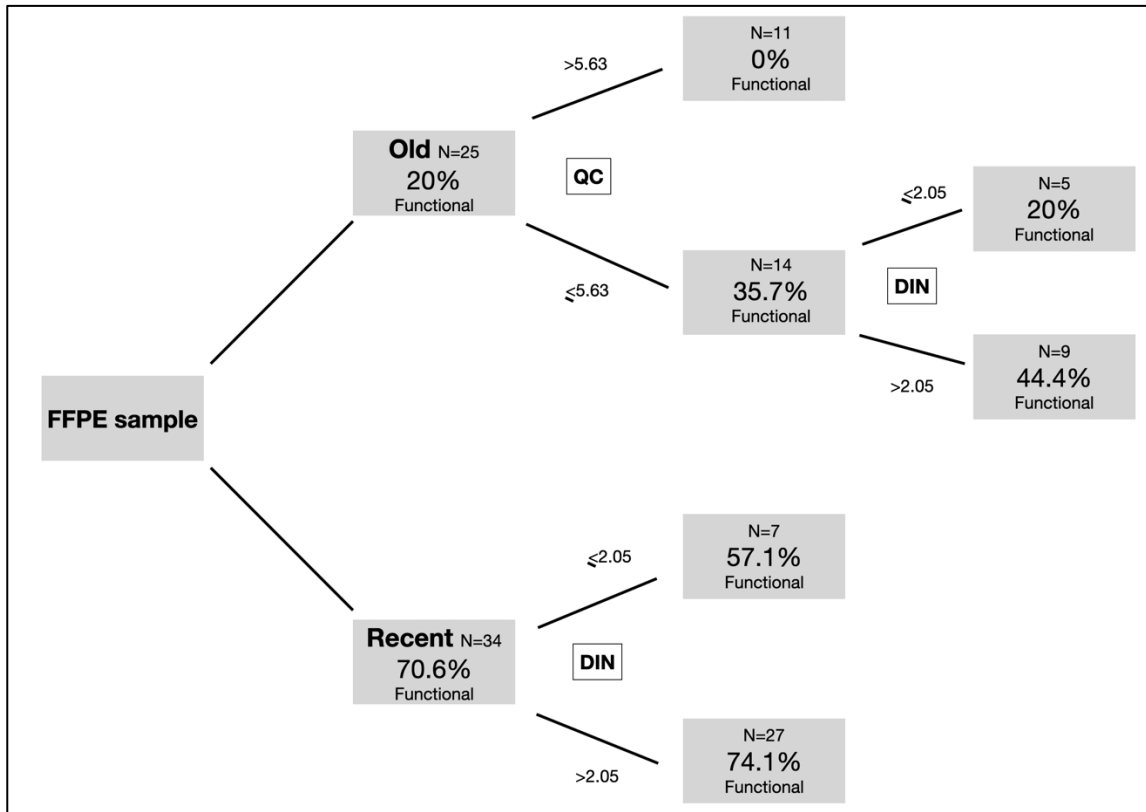 N=11
0%
Functional
>5.63
Old N=25
20%
Functional
QC
≤5.63
N=14
35.7%
Functional
≤2.05
N=5
20%
Functional
DIN
>2.05
N=9
44.4%
Functional
FFPE sample
Recent N=34
70.6%
Functional
≤2.05
N=7
57.1%
Functional
DIN
>2.05
N=27
74.1%
Functional